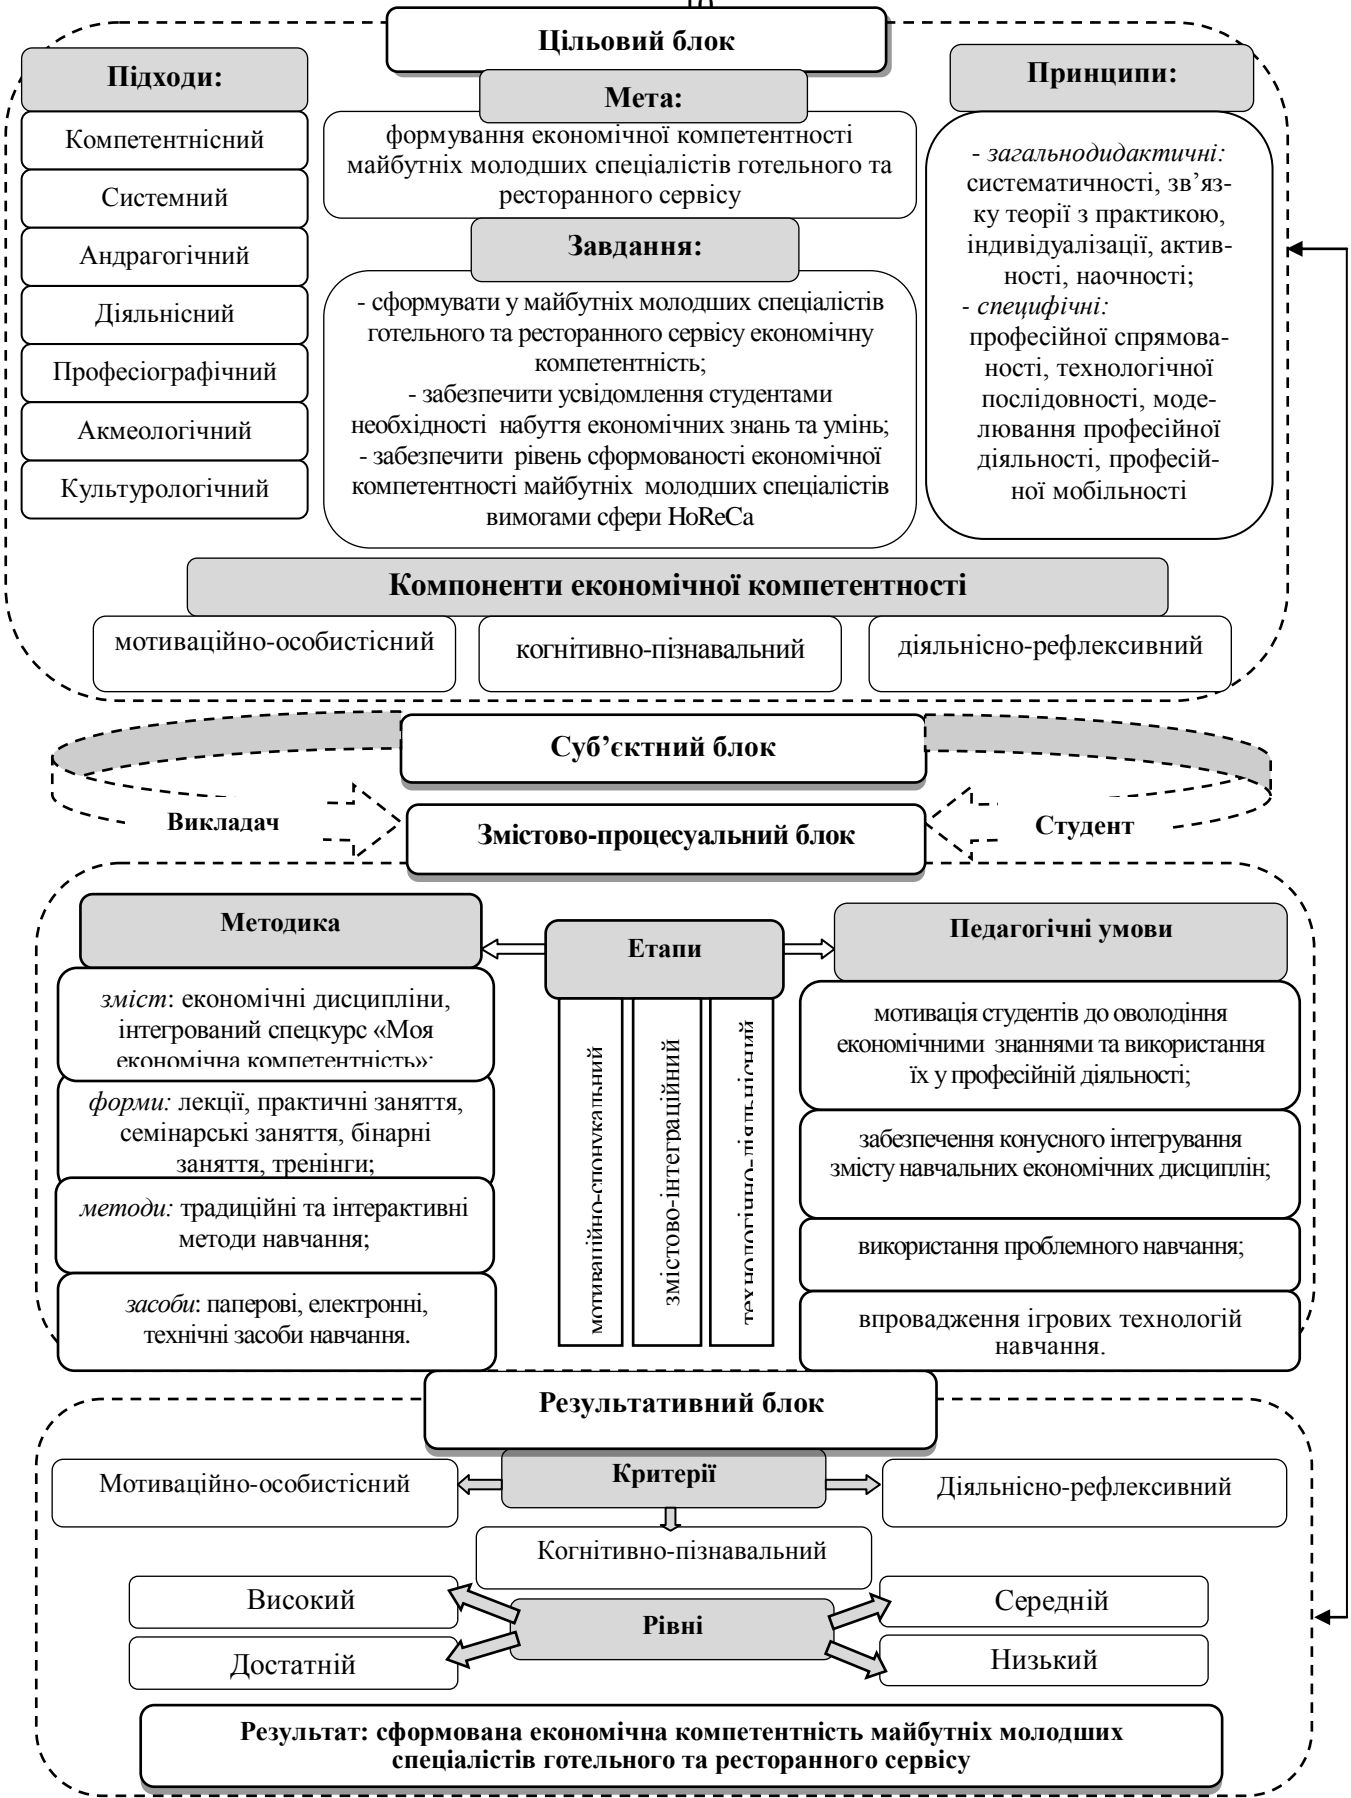 10
Цільовий блок
Підходи:
Компетентнісний
Системний
Андрагогічний
Діяльнісний
Професіографічний
Акмеологічний
Культурологічний
Мета:
формування економічної компетентності
майбутніх молодших спеціалістів готельного та
ресторанного сервісу
Завдання:
- сформувати у майбутніх молодших спеціалістів
готельного та ресторанного сервісу економічну
компетентність;
- забезпечити усвідомлення студентами
необхідності набуття економічних знань та умінь;
- забезпечити рівень сформованості економічної
компетентності майбутніх молодших спеціалістів
вимогами сфери HoReCa
Принципи:
- загальнодидактичні:
систематичності, зв’яз-
ку теорії з практикою,
індивідуалізації, актив-
ності, наочності;
- специфічні:
професійної спрямова-
ності, технологічної
послідовності, моде-
лювання професійної
діяльності, професій-
ної мобільності
Компоненти економічної компетентності
мотиваційно-особистісний
когнітивно-пізнавальний
діяльнісно-рефлексивний
Суб’єктний блок
Викладач
Студент
Змістово-процесуальний блок
Методика
зміст: економічні дисципліни,
інтегрований спецкурс «Моя
економічна компетентність»;
форми: лекції, практичні заняття,
семінарські заняття, бінарні
заняття, тренінги;
методи: традиційні та інтерактивні
методи навчання;
засоби: паперові, електронні,
технічні засоби навчання.
Етапи
мотиваційно-спонукальний
змістово-інтеграційний
технологічно-діяльнісний
Педагогічні умови
мотивація студентів до оволодіння
економічними знаннями та використання
їх у професійній діяльності;
забезпечення конусного інтегрування
змісту навчальних економічних дисциплін;
використання проблемного навчання;
впровадження ігрових технологій
навчання.
Результативний блок
Критерії
Мотиваційно-особистісний
Діяльнісно-рефлексивний
Когнітивно-пізнавальний
Рівні
Високий
Середній
Достатній
Низький
Результат: сформована економічна компетентність майбутніх молодших
спеціалістів готельного та ресторанного сервісу